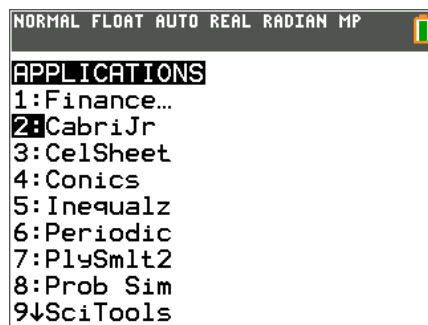 NORMAL FLOAT AUTO REAL RADIAN MP
APPLICATIONS
1:Finance…
2:CabriJr
3:CelSheet
4:Conics
5:Inequalz
6:Periodic
7:PlySmlt2
8:Prob Sim
9↓SciTools